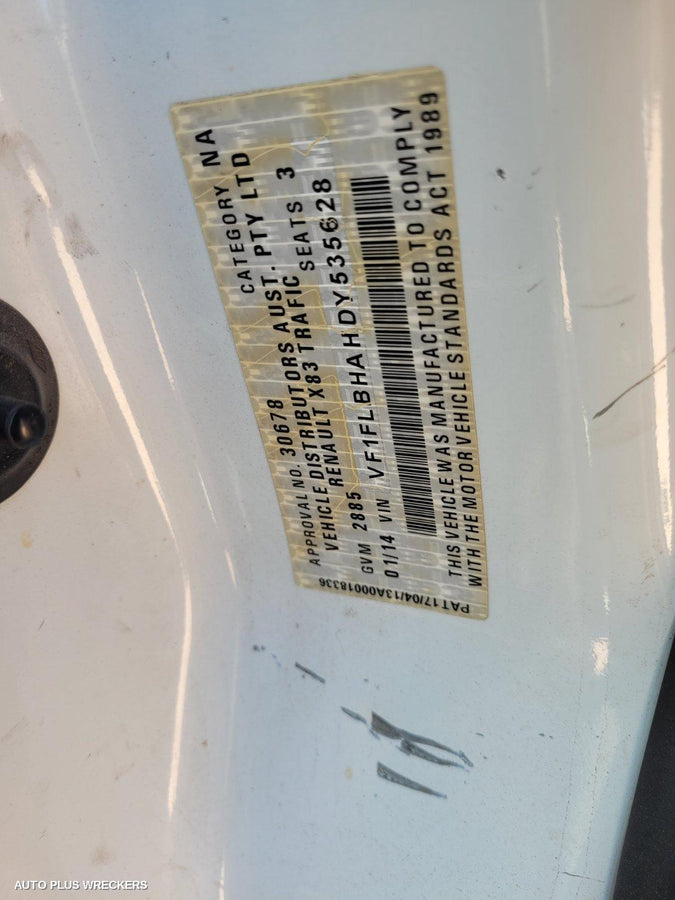 APPROVAL NO. 30678 CATEGORY NA
VEHICLE DISTRIBUTORS AUST. PTY LTD
RENAULT X83 TRAFIC SEATS 3
GVM 2885
01/14 VIN VF1FLBHAHDY535628
THIS VEHICLE WAS MANUFACTURED TO COMPLY
WITH THE MOTOR VEHICLE STANDARDS ACT 1989
PAT17/04/13A00018336
AUTO PLUS WRECKERS